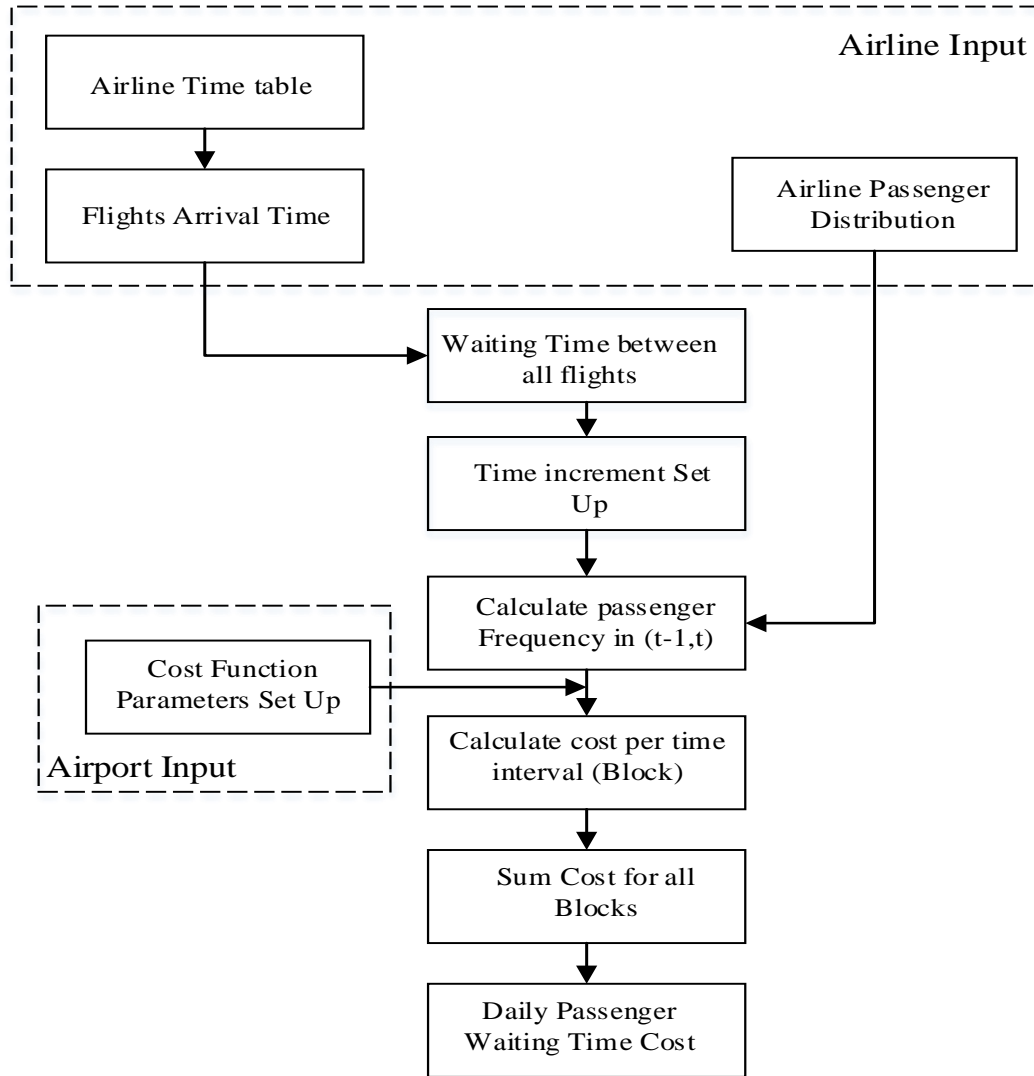 Airline Input
Airline Time table
Flights Arrival Time
Airline Passenger
Distribution
Waiting Time between
all flights
Time increment Set
Up
Calculate passenger
Frequency in (t-1,t)
Cost Function
Parameters Set Up
Airport Input
Calculate cost per time
interval (Block)
Sum Cost for all
Blocks
Daily Passenger
Waiting Time Cost